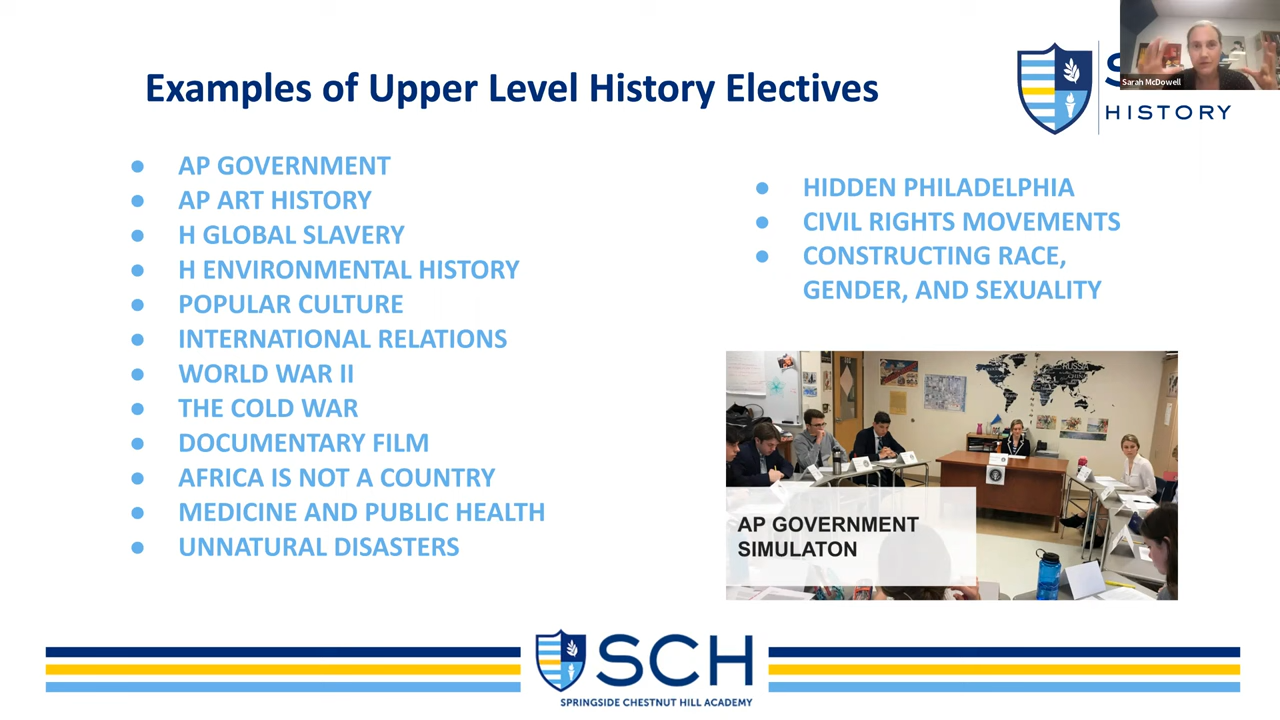 Examples of Upper Level History Electives
Sarah McDowell
S
HISTORY
● AP GOVERNMENT
● AP ART HISTORY
● H GLOBAL SLAVERY
● H ENVIRONMENTAL HISTORY
● POPULAR CULTURE
● INTERNATIONAL RELATIONS
● WORLD WAR II
● THE COLD WAR
● DOCUMENTARY FILM
● AFRICA IS NOT A COUNTRY
● MEDICINE AND PUBLIC HEALTH
● UNNATURAL DISASTERS
● HIDDEN PHILADELPHIA
● CIVIL RIGHTS MOVEMENTS
● CONSTRUCTING RACE,
GENDER, AND SEXUALITY
RUSSIA
CHINA
AP GOVERNMENT
SIMULATON
SCH
SPRINGSIDE CHESTNUT HILL ACADEMY